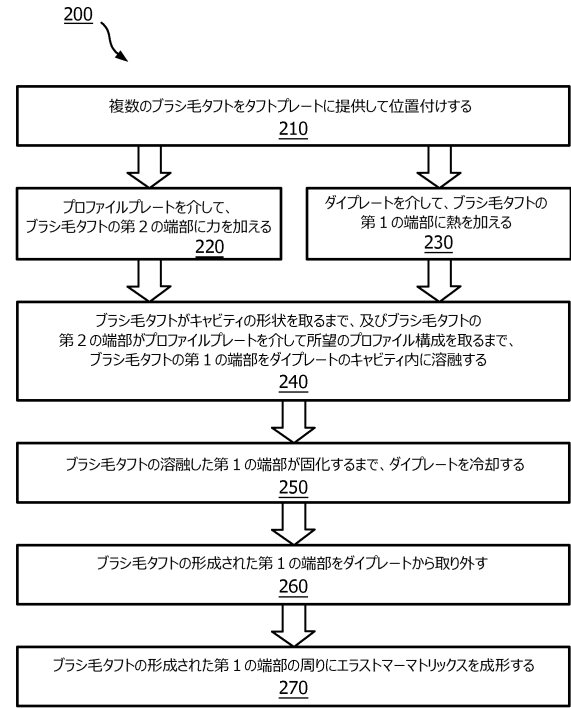 200
複数のブラシ毛タフトをタフトプレートに提供して位置付けする
210
プロファイルプレートを介して、
ブラシ毛タフトの第２の端部に力を加える
220
ダイプレートを介して、ブラシ毛タフトの
第１の端部に熱を加える
230
ブラシ毛タフトがキャビティの形状を取るまで、及びブラシ毛タフトの
第２の端部がプロファイルプレートを介して所望のプロファイル構成を取るまで、
ブラシ毛タフトの第１の端部をダイプレートのキャビティ内に溶融する
240
ブラシ毛タフトの溶融した第１の端部が固化するまで、ダイプレートを冷却する
250
ブラシ毛タフトの形成された第１の端部をダイプレートから取り外す
260
ブラシ毛タフトの形成された第１の端部の周りにエラストマーマトリックスを成形する
270